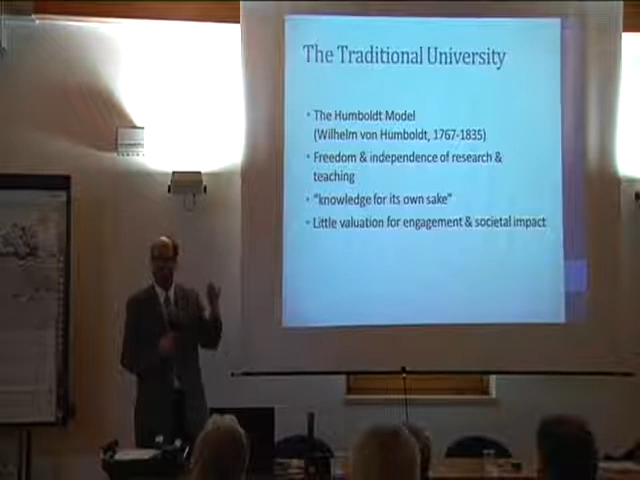 The Traditional University
• The Humboldt Model
(Wilhelm von Humboldt, 1767-1835)
• Freedom & independence of research &
teaching
• "knowledge for its own sake"
• Little valuation for engagement & societal impact